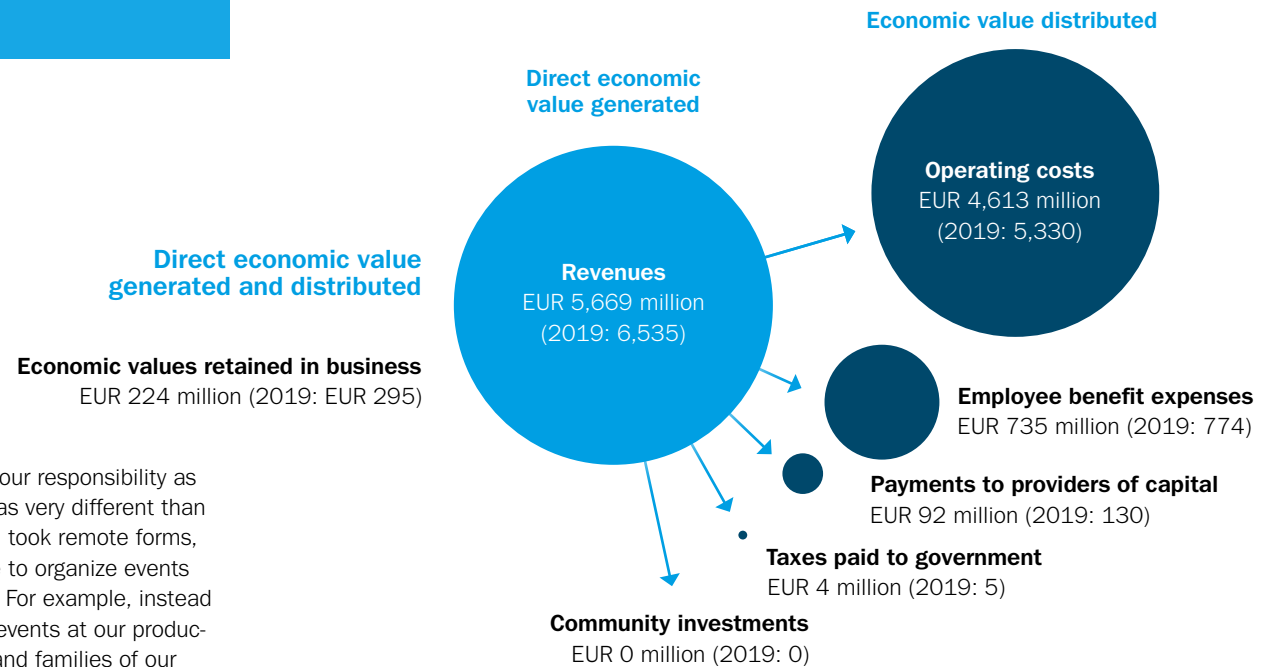 Economic value distributed
Direct economic
value generated
Operating costs
EUR 4,613 million
(2019: 5,330)
Direct economic value
generated and distributed
Revenues
EUR 5,669 million
(2019: 6,535)
Economic values retained in business
EUR 224 million (2019: EUR 295)
Employee benefit expenses
EUR 735 million (2019: 774)
Payments to providers of capital
EUR 92 million (2019: 130)
Taxes paid to government
EUR 4 million (2019: 5)
Community investments
EUR 0 million (2019: 0)
our responsibility as
as very different than
took remote forms,
to organize events
For example, instead
events at our produc-
and families of our